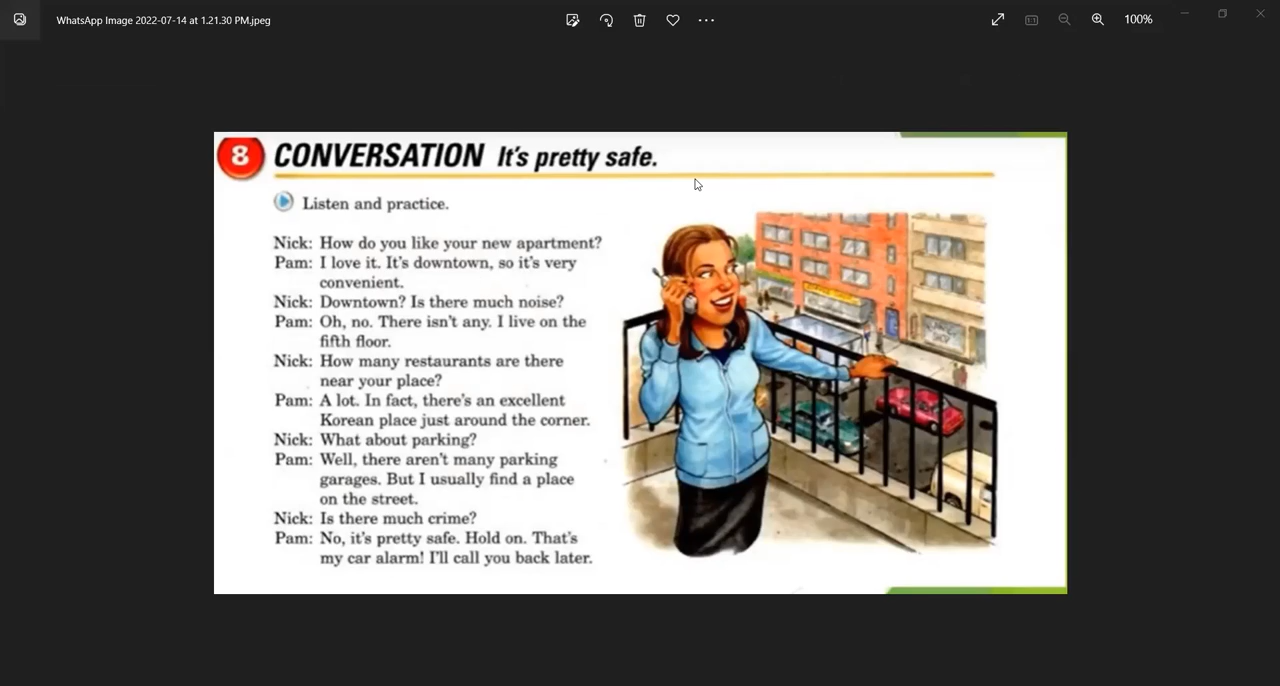 WhatsApp Image 2022-07-14 at 1.21.30 PM.jpeg
100%
8 CONVERSATION It's pretty safe.
Listen and practice.
Nick: How do you like your new apartment?
Pam: I love it. It's downtown, so it's very
convenient.
Nick: Downtown? Is there much noise?
Pam: Oh, no. There isn't any. I live on the
fifth floor.
Nick: How many restaurants are there
near your place?
Pam: A lot. In fact, there's an excellent
Korean place just around the corner.
Nick: What about parking?
Pam: Well, there aren't many parking
garages. But I usually find a place
on the street.
Nick: Is there much crime?
Pam: No, it's pretty safe. Hold on. That's
my car alarm! I'll call you back later.